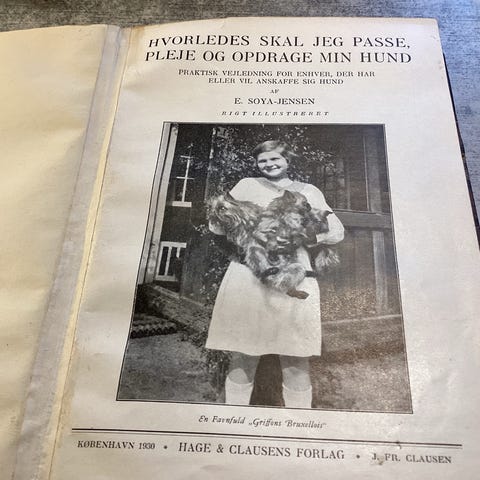 HVORLEDES SKAL JEG PASSE,
PLEJE OG OPDRAGE MIN HUND
PRAKTISK VEJLEDNING FOR ENHVER, DER HAR
ELLER VIL ANSKAFFE SIG HUND
AF
E. SOYA-JENSEN
RIGT ILLUSTRERET
En Favnfuld „Griffons Bruxellois“
KØBENHAVN 1930 • HAGE & CLAUSENS FORLAG • J. FR. CLAUSEN